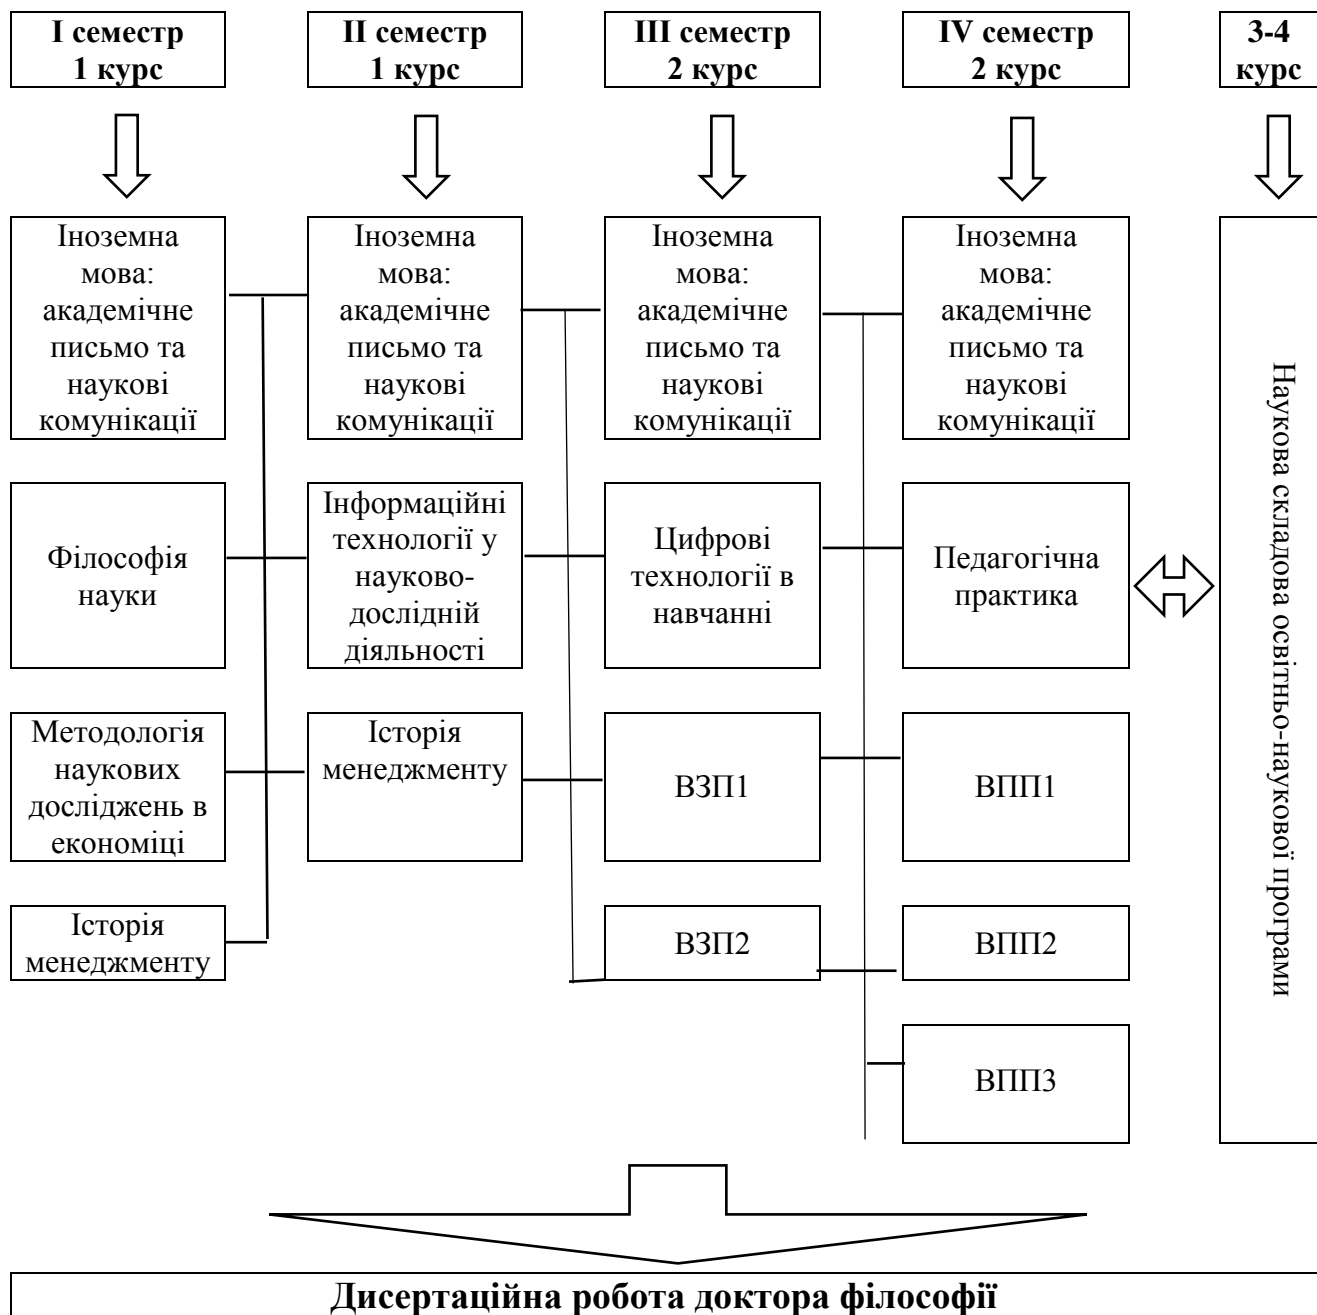 I семестр
1 курс
II семестр
1 курс
III семестр
2 курс
IV семестр
2 курс
3-4
курс
Іноземна
мова:
академічне
письмо та
наукові
комунікації
Іноземна
мова:
академічне
письмо та
наукові
комунікації
Іноземна
мова:
академічне
письмо та
наукові
комунікації
Іноземна
мова:
академічне
письмо та
наукові
комунікації
Філософія
науки
Інформаційні
технології у
науково-
дослідній
діяльності
Цифрові
технології в
навчанні
Педагогічна
практика
Методологія
наукових
досліджень в
економіці
Історія
менеджменту
ВЗП1
ВПП1
Історія
менеджменту
ВЗП2
ВПП2
ВПП3
Наукова складова освітньо-наукової програми
Дисертаційна робота доктора філософії